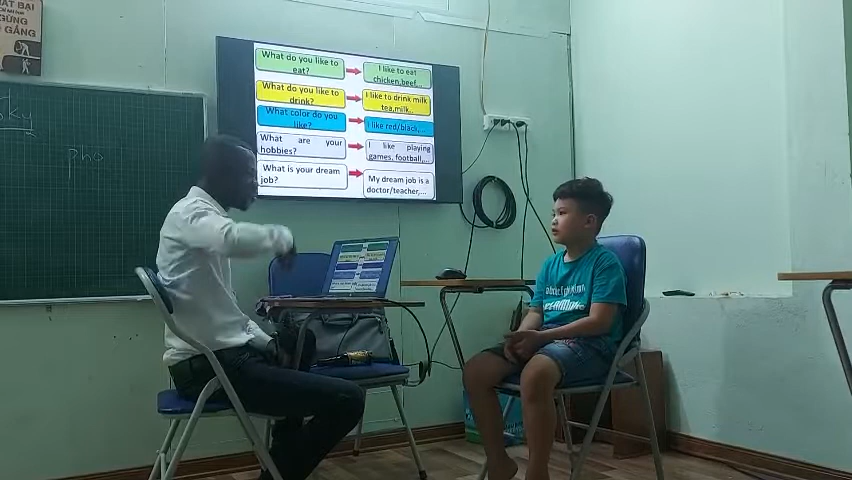 GẮNG
ky
pho
What do you like to
eat?
I like to eat
chicken,beef,..
What do you like to
drink?
I like to drink milk
tea,milk,..
What color do you
like?
I like red/black,...
What are your
hobbies?
I like playing
games, football,..
What is your dream
job?
My dream job is a
doctor/teacher,...